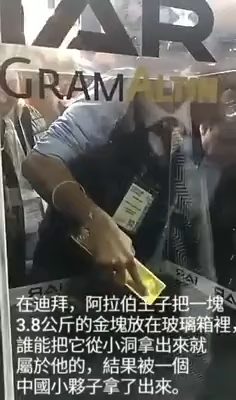 IAR
GRAM ALTIN
IAR
在迪拜，阿拉伯王子把一塊
3.8公斤的金塊放在玻璃箱裡，
誰能把它從小洞拿出來就
屬於他的，結果被一個
中國小夥子拿了出來。